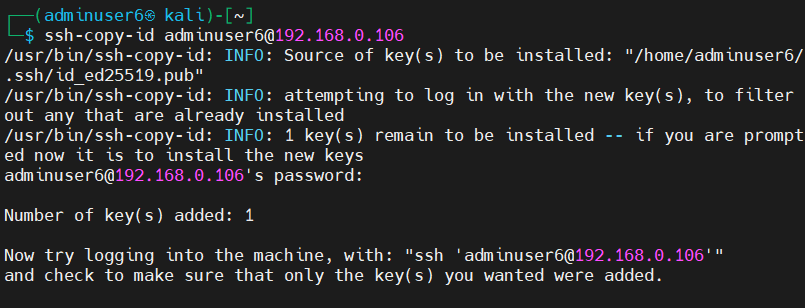 ┌──(adminuser6㉿ kali)-[~]
└─$ ssh-copy-id adminuser6@192.168.0.106
/usr/bin/ssh-copy-id: INFO: Source of key(s) to be installed: "/home/adminuser6/
.ssh/id_ed25519.pub"
/usr/bin/ssh-copy-id: INFO: attempting to log in with the new key(s), to filter
out any that are already installed
/usr/bin/ssh-copy-id: INFO: 1 key(s) remain to be installed -- if you are prompt
ed now it is to install the new keys
adminuser6@192.168.0.106's password:
Number of key(s) added: 1
Now try logging into the machine, with: "ssh 'adminuser6@192.168.0.106'"
and check to make sure that only the key(s) you wanted were added.